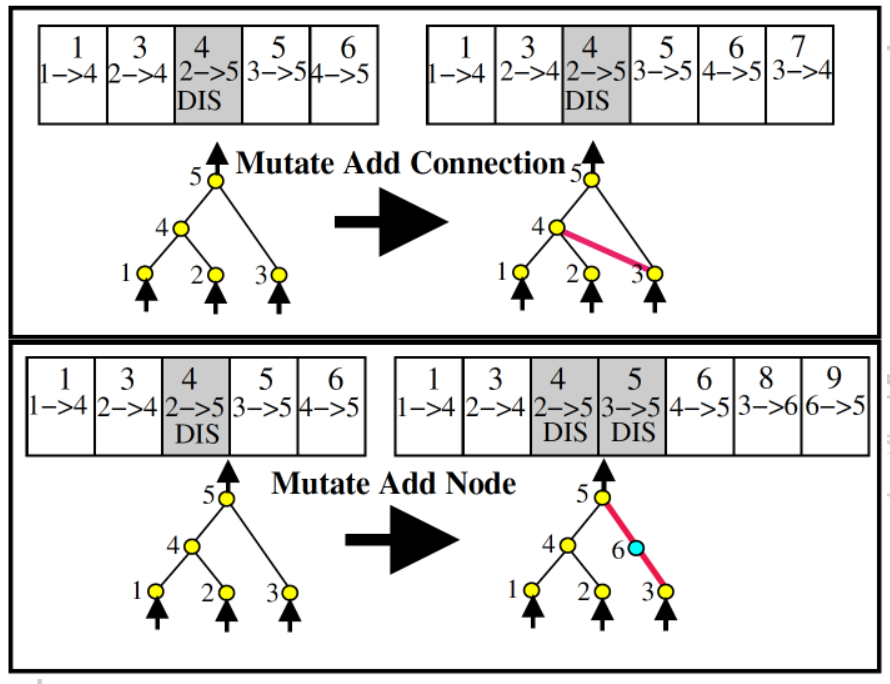 1 3 4 5 6
1->4 2->4 2->5 3->5 4->5
DIS
1 3 4 5 6 7
1->4 2->4 2->5 3->5 4->5 3->4
DIS
Mutate Add Connection
5
4
1 2 3
5
4
1 2 3
1 3 4 5 6
1->4 2->4 2->5 3->5 4->5
DIS
1 3 4 5 6 8 9
1->4 2->4 2->5 3->5 4->5 3->6 6->5
DIS DIS
Mutate Add Node
5
4
1 2 3
5
4 6
1 2 3